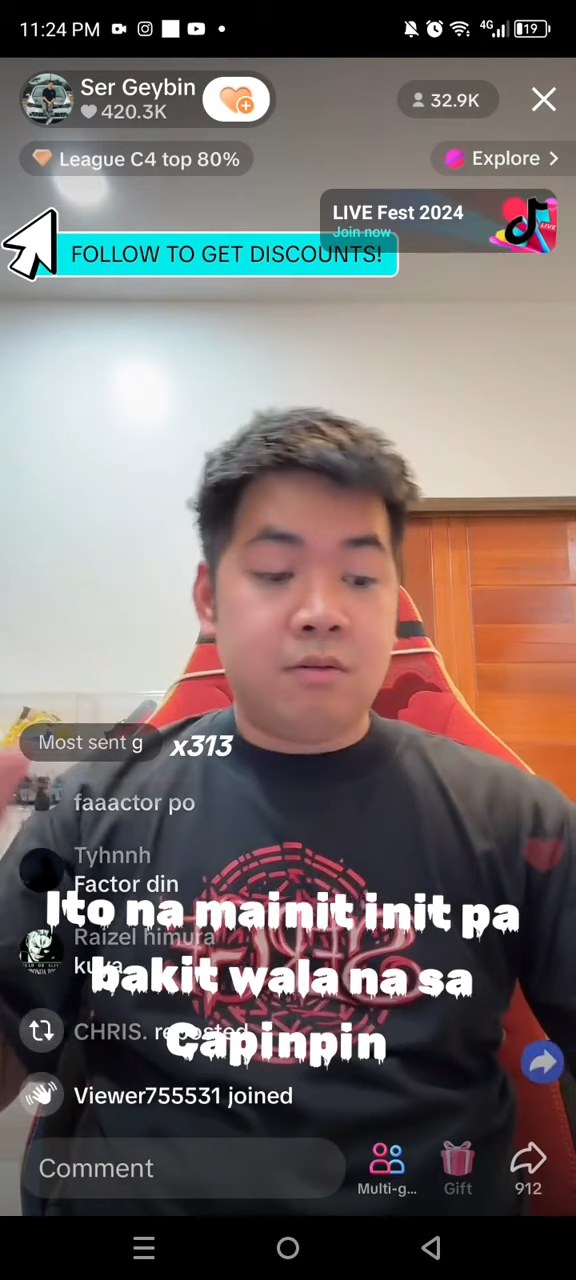 11:24 PM
4G
19
Ser Geybin
420.3K
32.9K
League C4 top 80%
Explore >
LIVE Fest 2024
Join now
LIVE
FOLLOW TO GET DISCOUNTS!
Most sent g
x313
faaactor po
Tyhnnh
Factor din
Ito na mainit init pa
Raizel himura
bakit wala na sa
CHRIS. reposted
Capinpin
Viewer755531 joined
Comment
Multi-g...
Gift
912